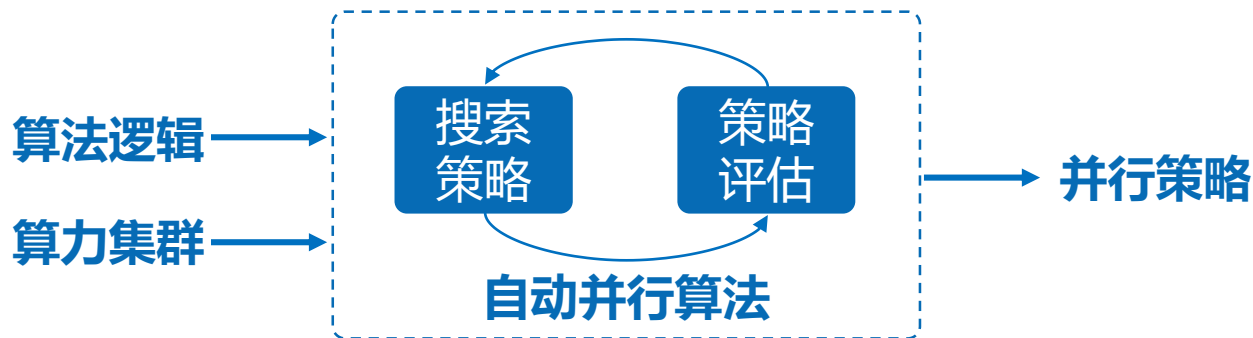 算法逻辑
算力集群
搜索
策略
策略
评估
自动并行算法
并行策略